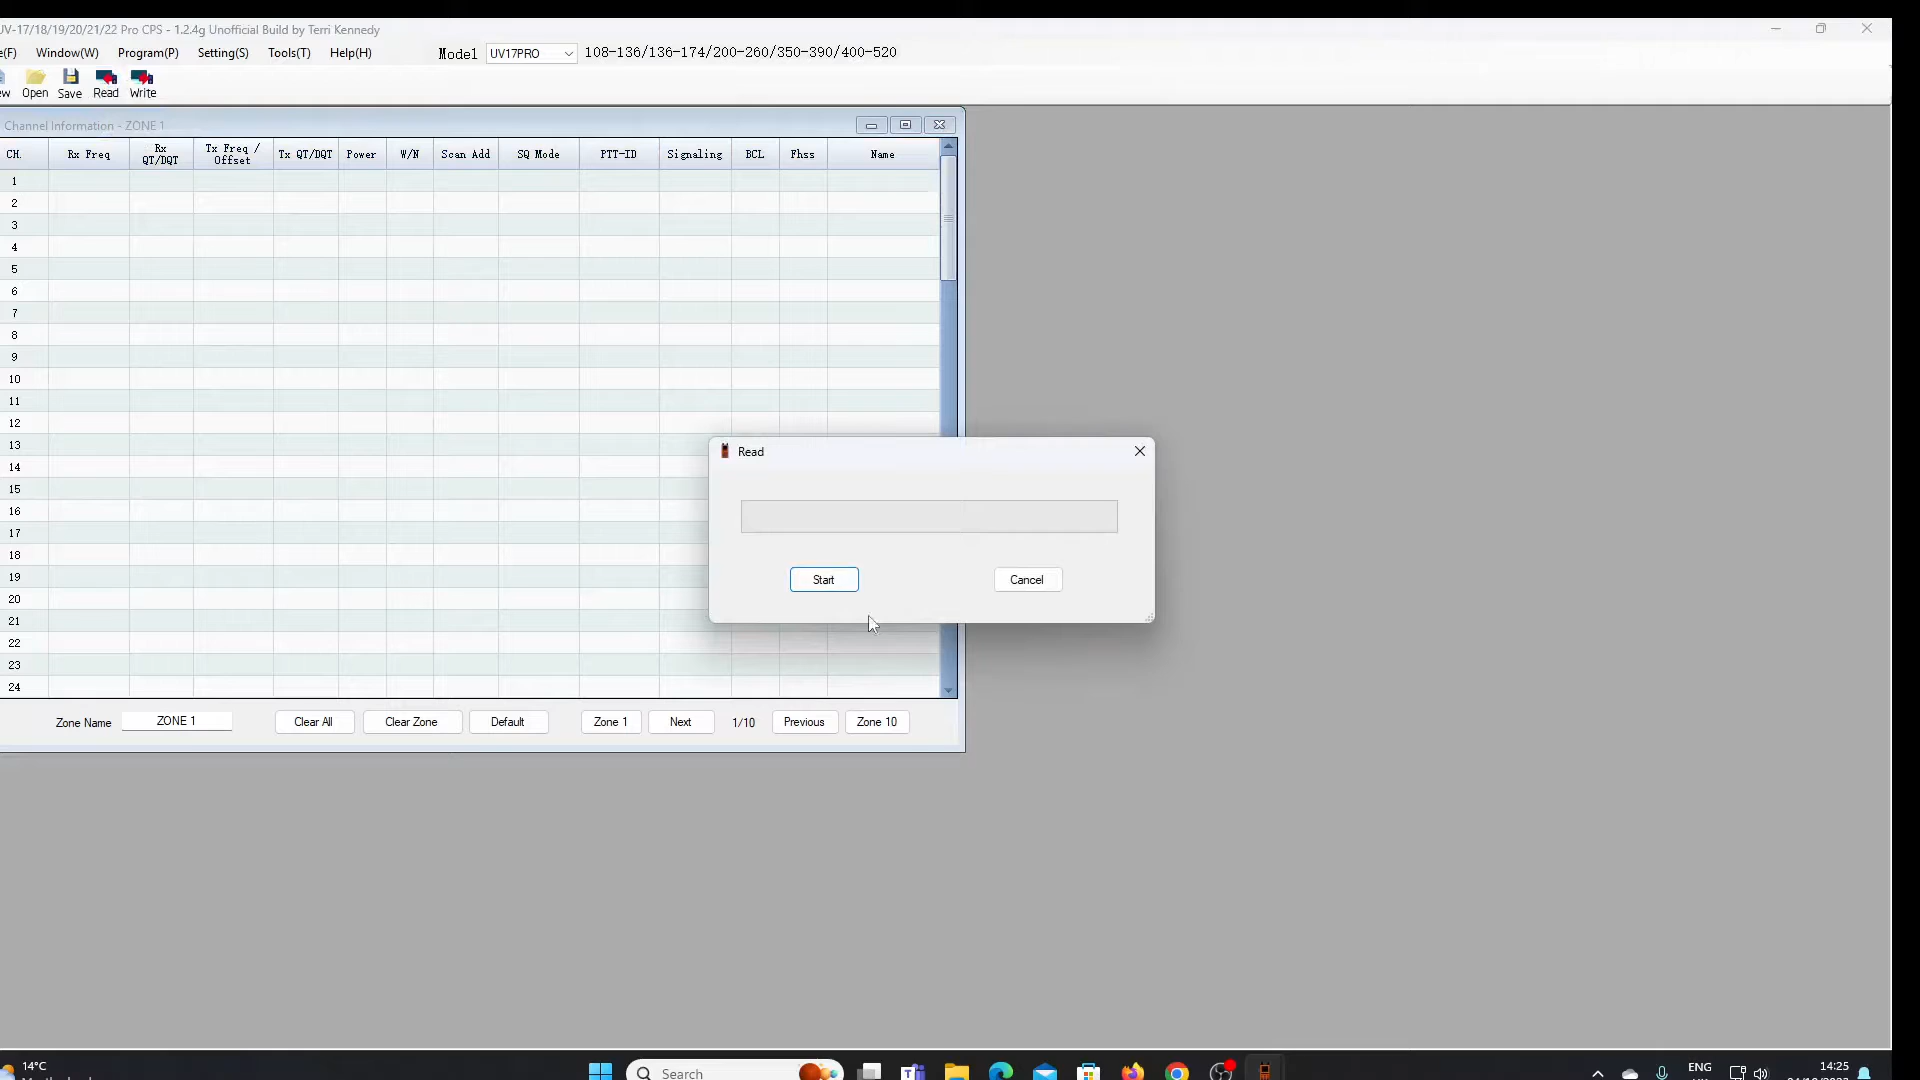 UV-17/18/19/20/21/22 Pro CPS - 1.2.4g Unofficial Build by Terri Kennedy
(F) Window(W) Program(P) Setting(S) Tools(T) Help(H) Model UV17PRO 108-136/136-174/200-260/350-390/400-520
Open Save Read Write
Channel Information - ZONE 1
CH. Rx Freq Rx QT/DQT Tx Freq / Offset Tx QT/DQT Power W/N Scan Add SQ Mode PTT-ID Signaling BCL Fhss Name
1
2
3
4
5
6
7
8
9
10
11
12
13
14
15
16
17
18
19
20
21
22
23
24
Read
Start Cancel
Zone Name ZONE 1 Clear All Clear Zone Default Zone 1 Next 1/10 Previous Zone 10
14°C
Search
ENG
14:25